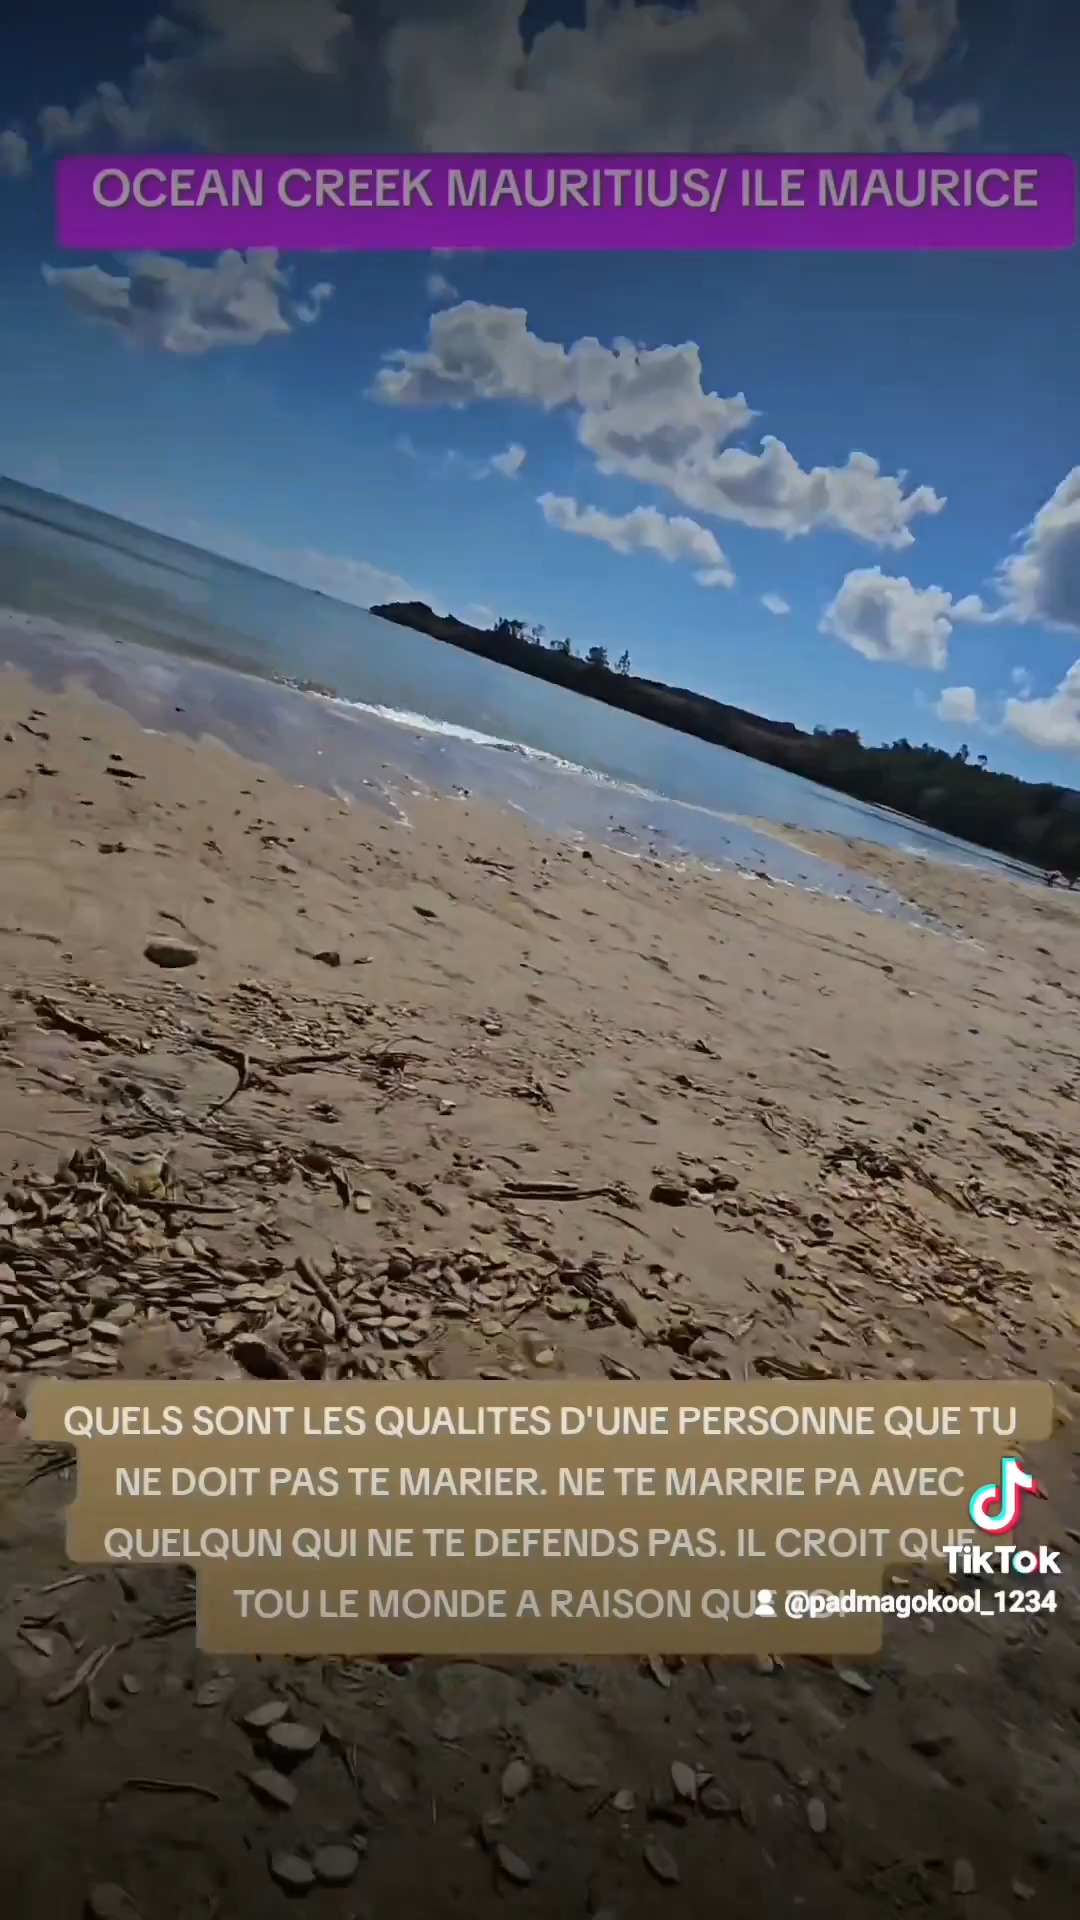 OCEAN CREEK MAURITIUS/ ILE MAURICE
QUELS SONT LES QUALITES D'UNE PERSONNE QUE TU
NE DOIT PAS TE MARIER. NE TE MARRIE PA AVEC
QUELQUN QUI NE TE DEFENDS PAS. IL CROIT QUE
TOU LE MONDE A RAISON QUE
TikTok
@padmagokool_1234